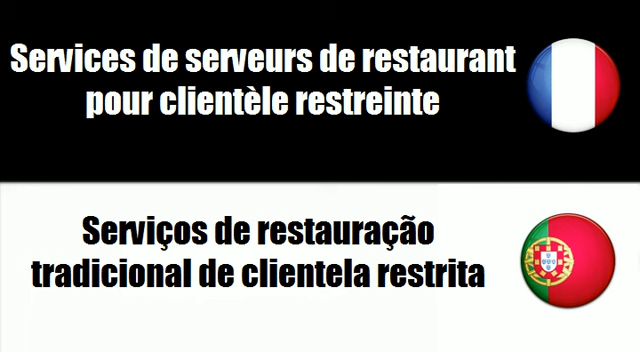 Services de serveurs de restaurant
pour clientèle restreinte
Serviços de restauração
tradicional de clientela restrita